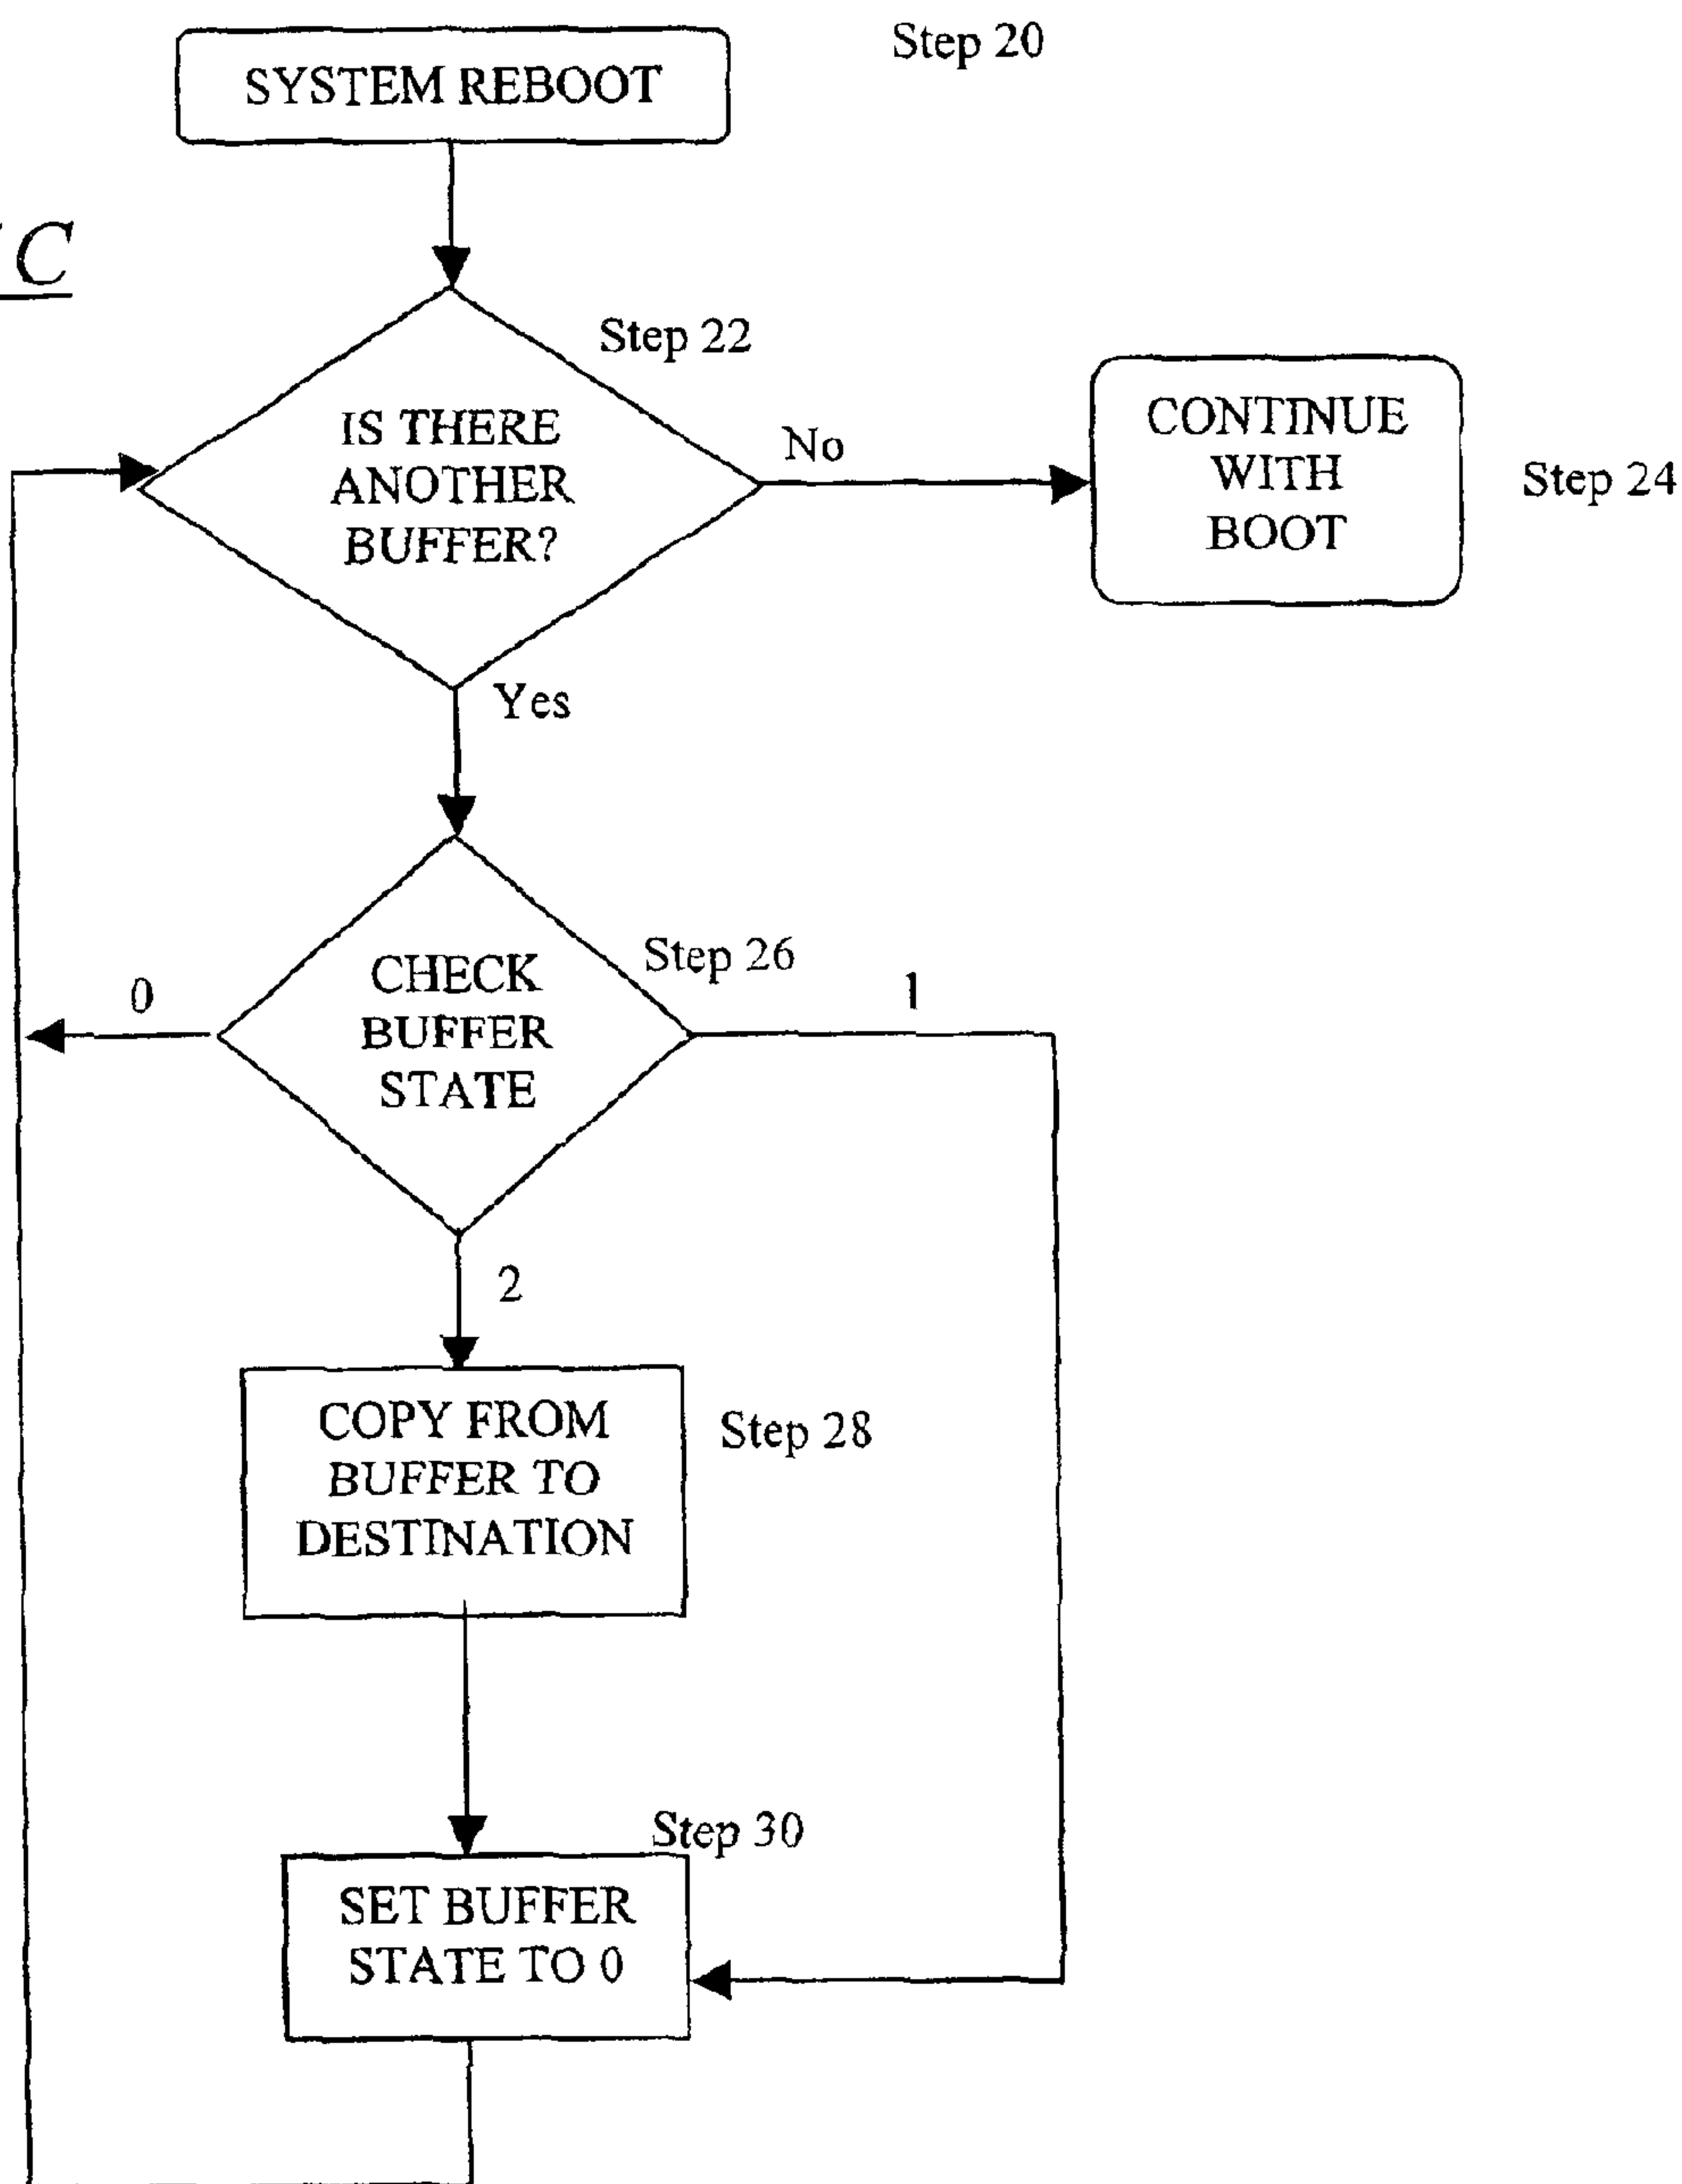 Step 20
SYSTEM REBOOT
C
Step 22
IS THERE
ANOTHER
BUFFER?
No
CONTINUE
WITH
BOOT
Step 24
Yes
Step 26
CHECK
BUFFER
STATE
0
1
2
COPY FROM
BUFFER TO
DESTINATION
Step 28
Step 30
SET BUFFER
STATE TO 0